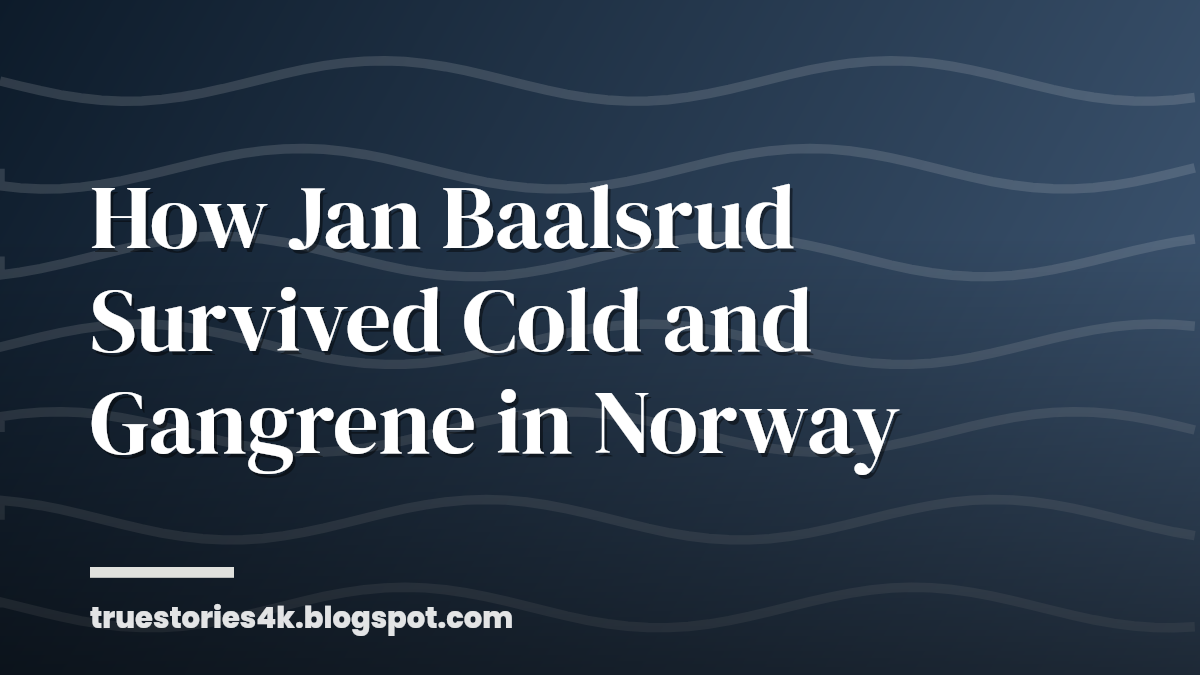 How Jan Baalsrud
Survived Cold and
Gangrene in Norway
truestories4k.blogspot.com